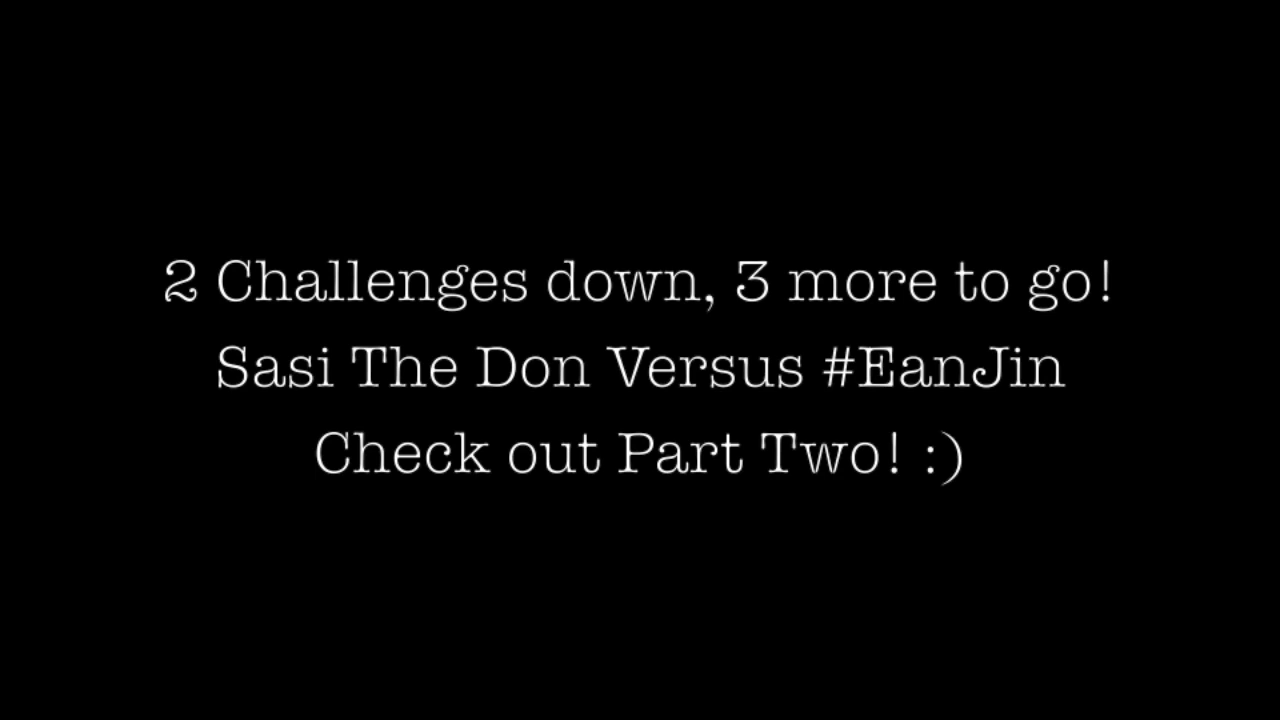 2 Challenges down, 3 more to go!
Sasi The Don Versus #EanJin
Check out Part Two! :)